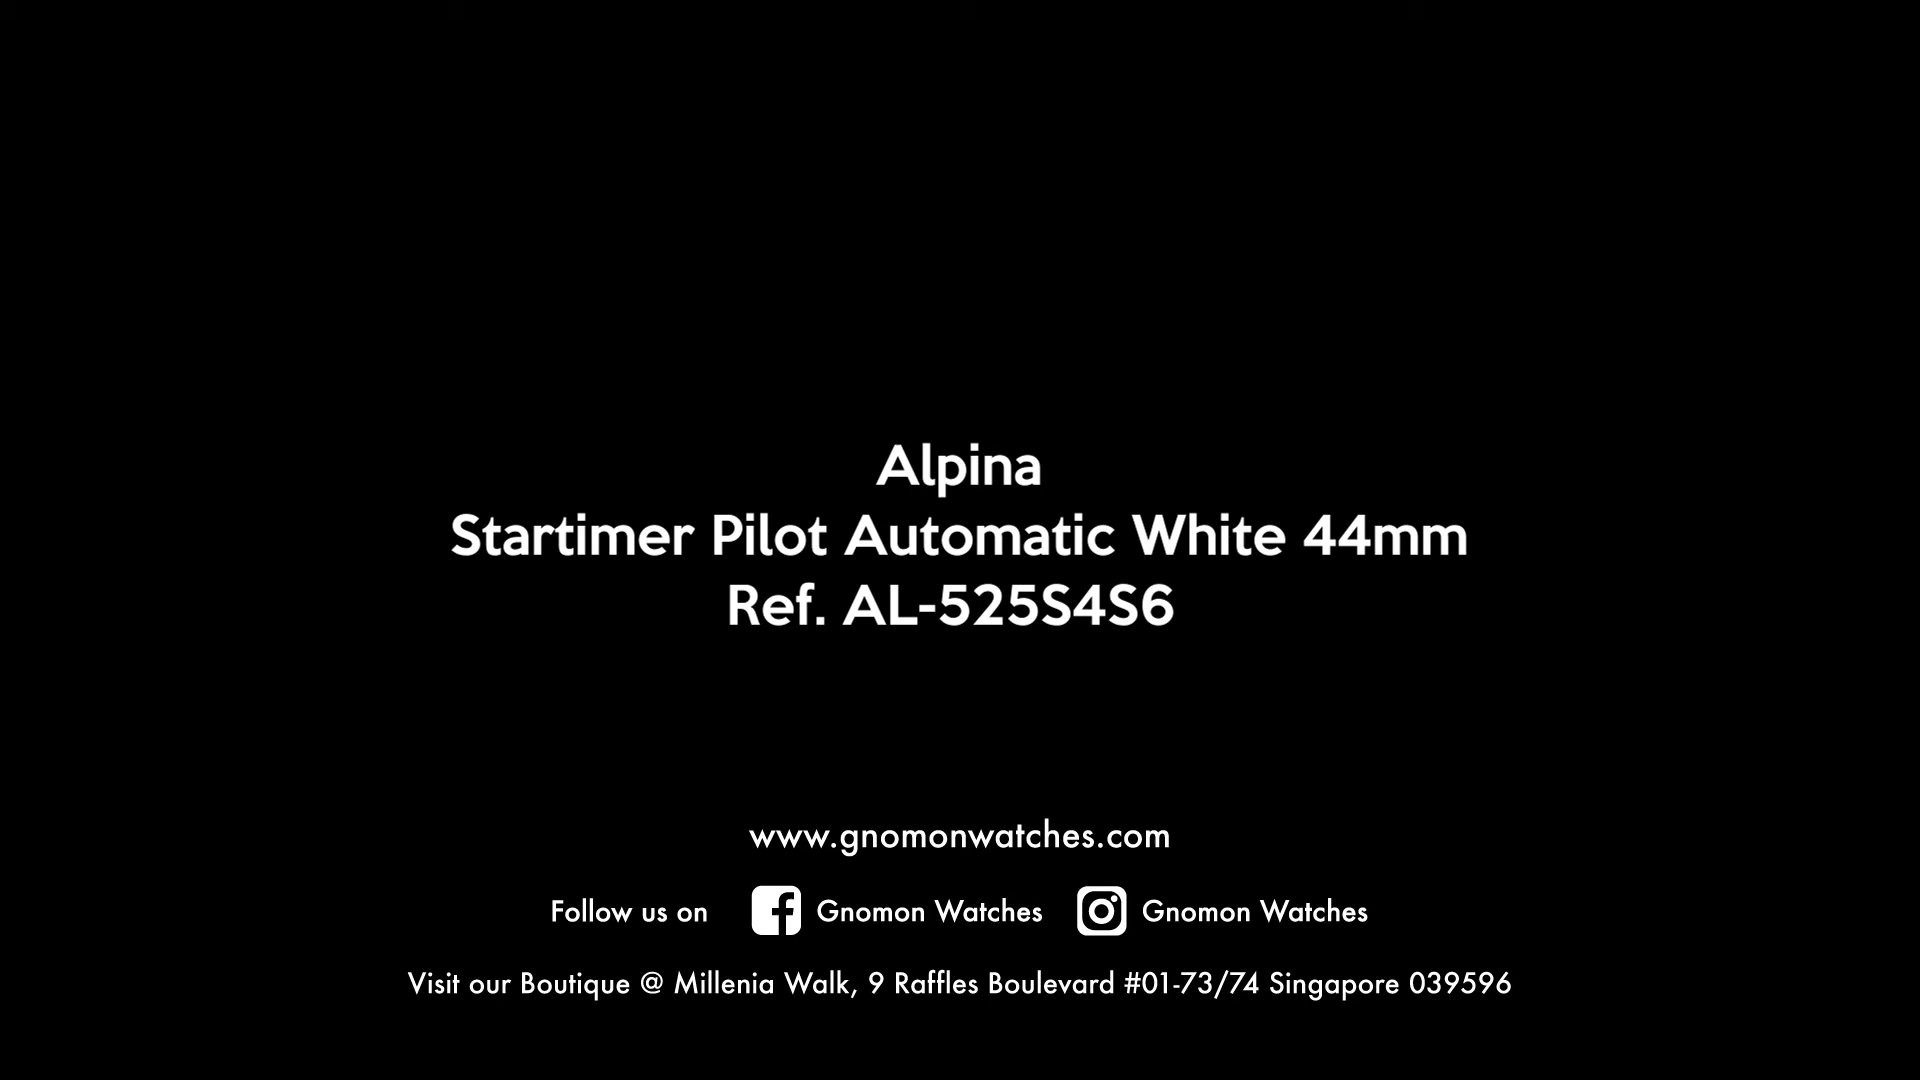 Alpina
Startimer Pilot Automatic White 44mm
Ref. AL-525S4S6
www.gnomonwatches.com
Follow us on Gnomon Watches Gnomon Watches
Visit our Boutique @ Millenia Walk, 9 Raffles Boulevard #01-73/74 Singapore 039596